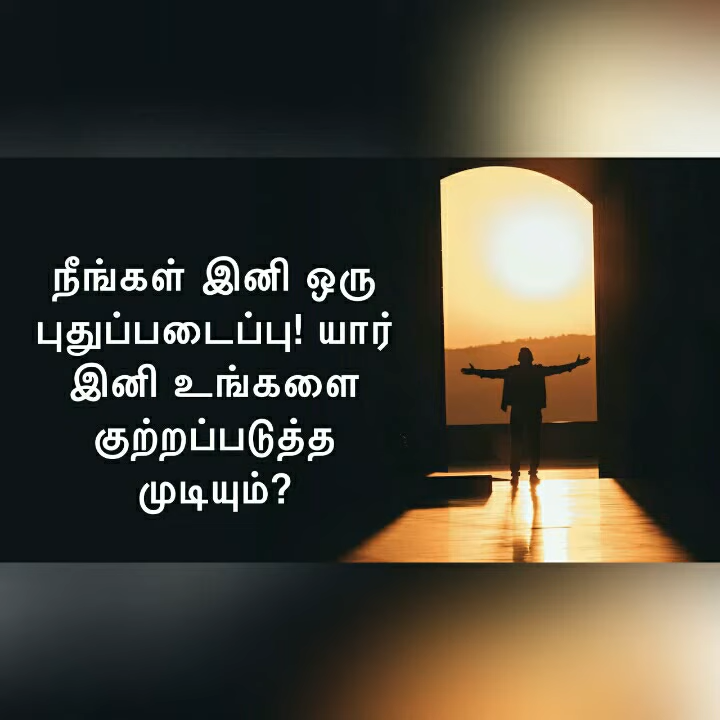 நீங்கள் இனி ஒரு
புதுப்படைப்பு! யார்
இனி உங்களை
குற்றப்படுத்த
முடியும்?